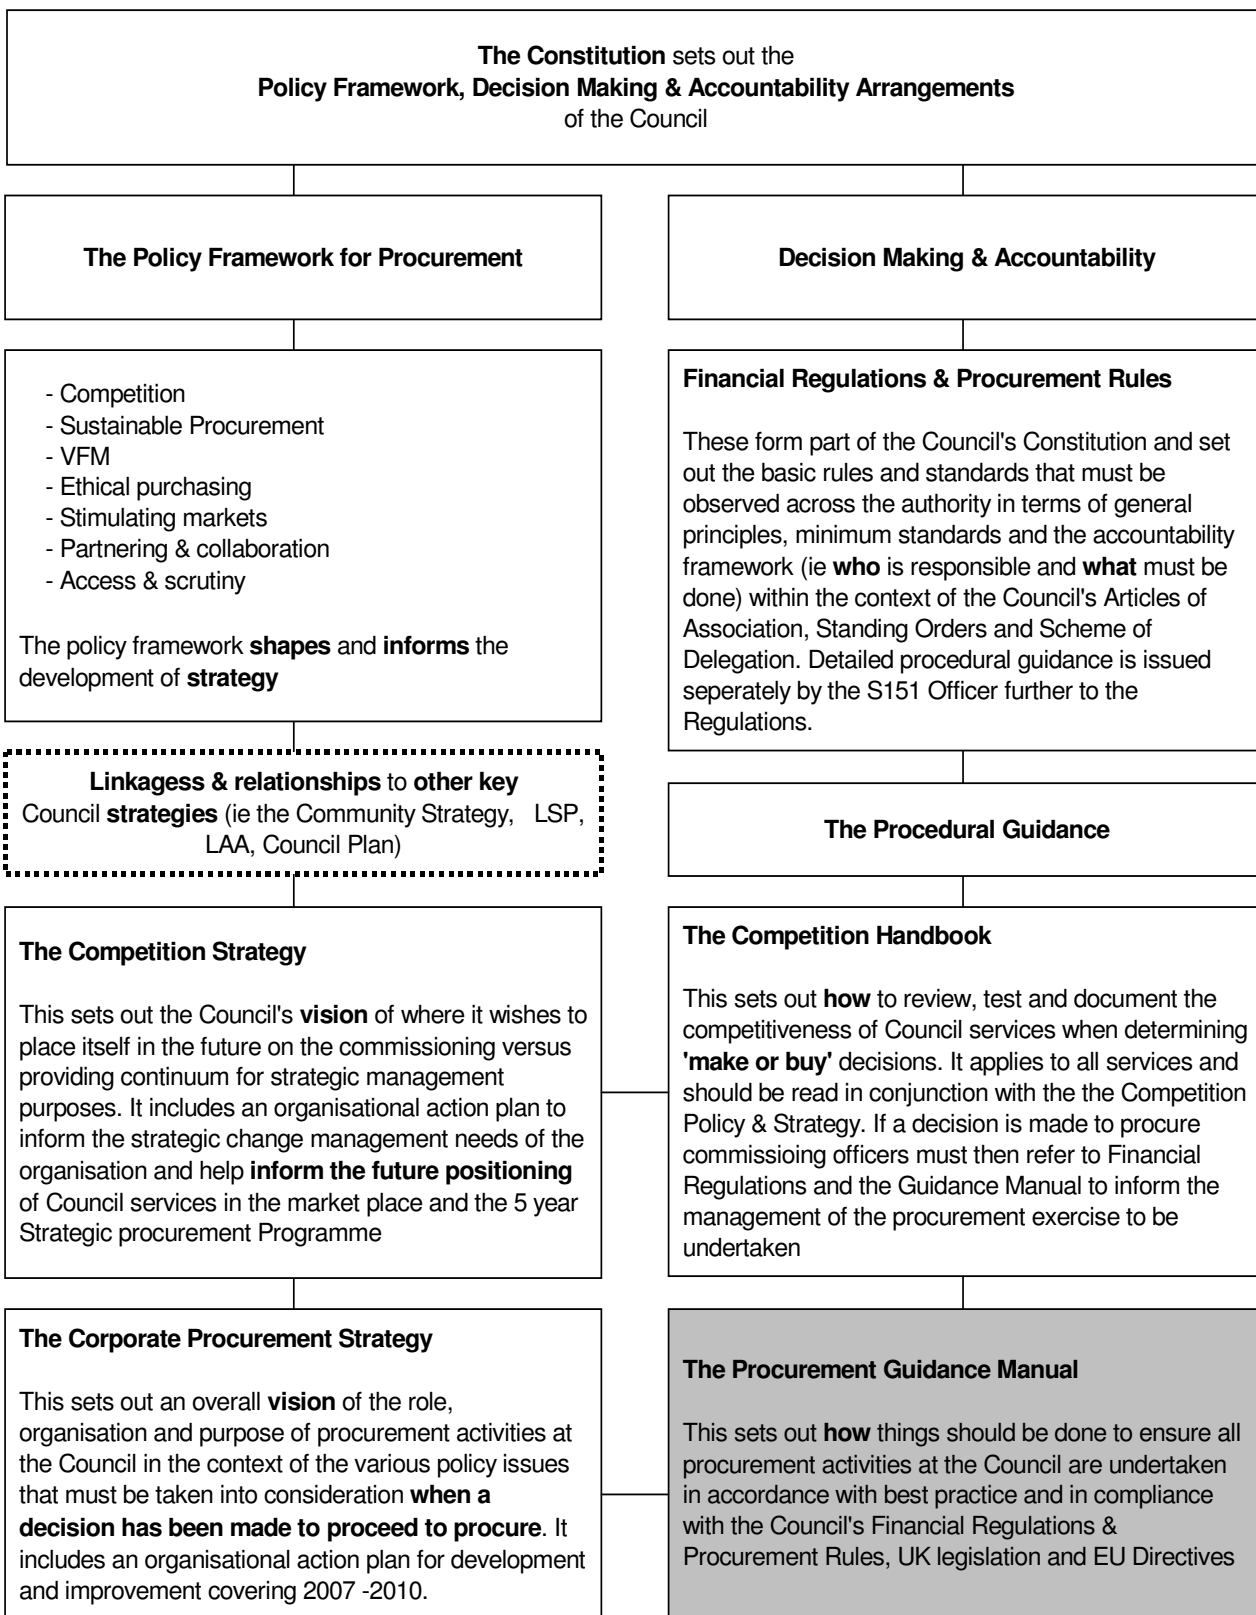 The Constitution sets out the
Policy Framework, Decision Making & Accountability Arrangements
of the Council
The Policy Framework for Procurement
Decision Making & Accountability
- Competition
- Sustainable Procurement
- VFM
- Ethical purchasing
- Stimulating markets
- Partnering & collaboration
- Access & scrutiny
The policy framework shapes and informs the
development of strategy
Financial Regulations & Procurement Rules
These form part of the Council's Constitution and set
out the basic rules and standards that must be
observed across the authority in terms of general
principles, minimum standards and the accountability
framework (ie who is responsible and what must be
done) within the context of the Council's Articles of
Association, Standing Orders and Scheme of
Delegation. Detailed procedural guidance is issued
seperately by the S151 Officer further to the
Regulations.
Linkagess & relationships to other key
Council strategies (ie the Community Strategy, LSP,
LAA, Council Plan)
The Procedural Guidance
The Competition Strategy
This sets out the Council's vision of where it wishes to
place itself in the future on the commissioning versus
providing continuum for strategic management
purposes. It includes an organisational action plan to
inform the strategic change management needs of the
organisation and help inform the future positioning
of Council services in the market place and the 5 year
Strategic procurement Programme
The Competition Handbook
This sets out how to review, test and document the
competitiveness of Council services when determining
'make or buy' decisions. It applies to all services and
should be read in conjunction with the the Competition
Policy & Strategy. If a decision is made to procure
commissioing officers must then refer to Financial
Regulations and the Guidance Manual to inform the
management of the procurement exercise to be
undertaken
The Corporate Procurement Strategy
This sets out an overall vision of the role,
organisation and purpose of procurement activities at
the Council in the context of the various policy issues
that must be taken into consideration when a
decision has been made to proceed to procure. It
includes an organisational action plan for development
and improvement covering 2007 -2010.
The Procurement Guidance Manual
This sets out how things should be done to ensure all
procurement activities at the Council are undertaken
in accordance with best practice and in compliance
with the Council's Financial Regulations &
Procurement Rules, UK legislation and EU Directives